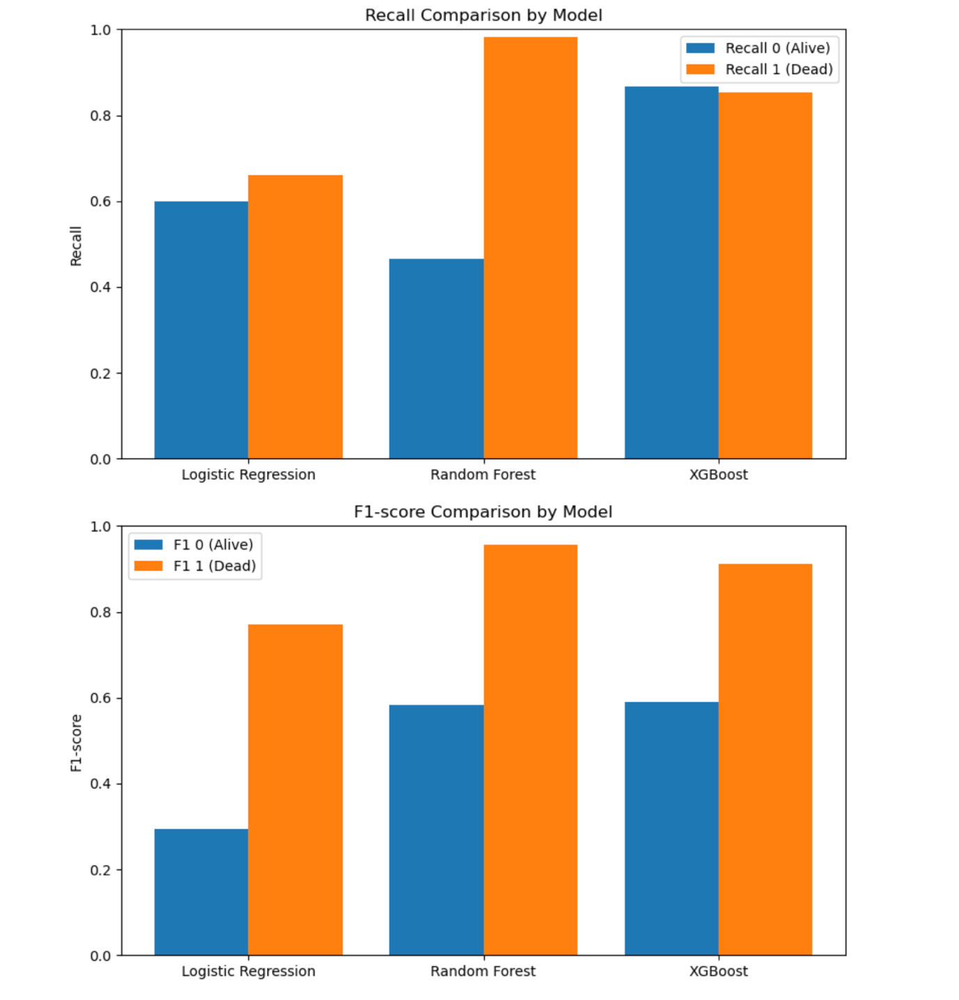 Recall Comparison by Model
1.0
Recall 0 (Alive)
Recall 1 (Dead)
0.8
0.6
Recall
0.4
0.2
0.0
Logistic Regression
Random Forest
XGBoost
F1-score Comparison by Model
1.0
F1 0 (Alive)
F1 1 (Dead)
0.8
0.6
F1-score
0.4
0.2
0.0
Logistic Regression
Random Forest
XGBoost